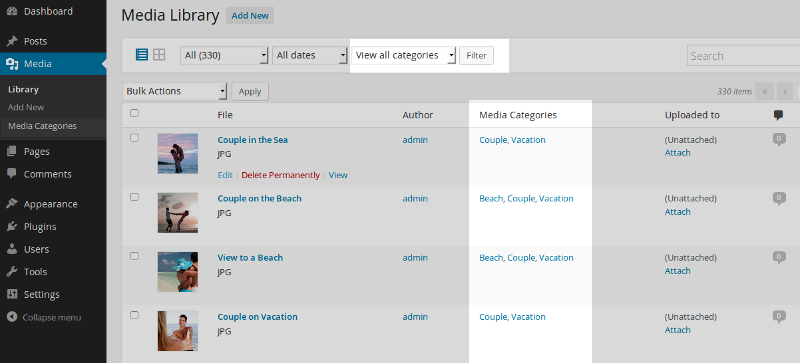 Dashboard
Posts
Media
Library
Add New
Media Categories
Pages
Comments
Appearance
Plugins
Users
Tools
Settings
Collapse menu
Media Library Add New
All (330) All dates View all categories Filter Search
Bulk Actions Apply 330 items « ‹
File Author Media Categories Uploaded to
Couple in the Sea admin Couple, Vacation (Unattached) 0
JPG Attach
Edit | Delete Permanently | View
Couple on the Beach admin Beach, Couple, Vacation (Unattached) 0
JPG Attach
View to a Beach admin Beach, Couple, Vacation (Unattached) 0
JPG Attach
Couple on Vacation admin Couple, Vacation (Unattached) 0
JPG Attach